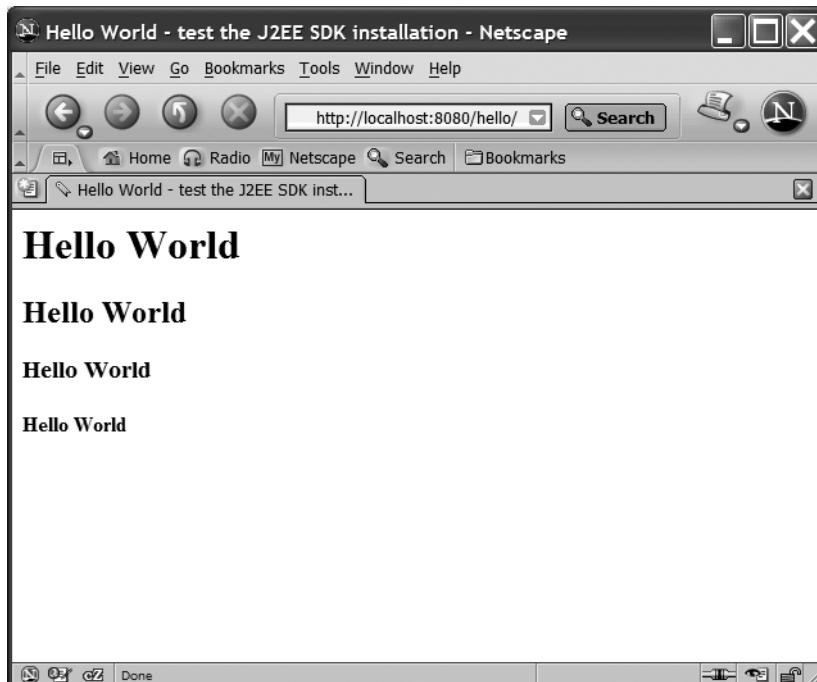 Hello World - test the J2EE SDK installation - Netscape
File Edit View Go Bookmarks Tools Window Help
http://localhost:8080/hello/ Search N
Home Radio My Netscape Search Bookmarks
Hello World - test the J2EE SDK inst...
Hello World
Hello World
Hello World
Hello World
Done